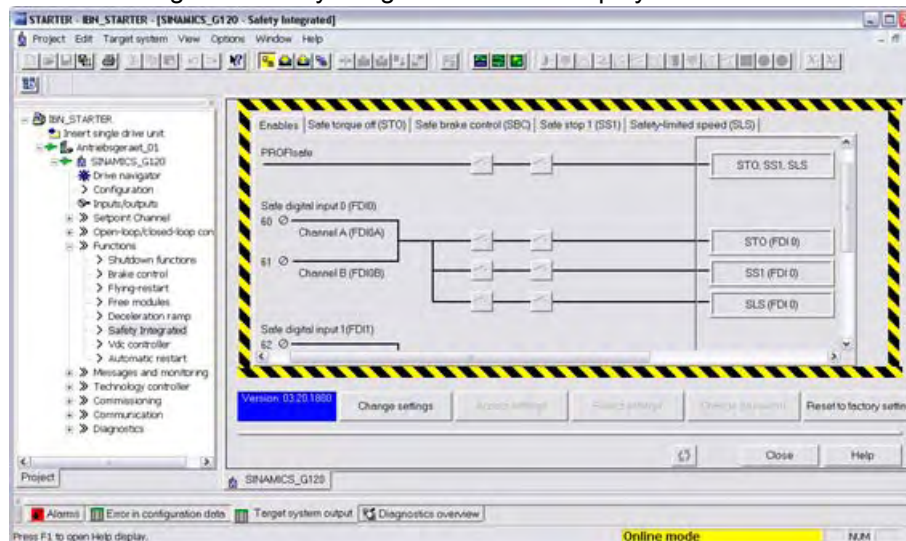 STARTER - IBN_STARTER - [SINAMICS_G120 - Safety Integrated]
Project Edit Target system View Options Window Help
IBN_STARTER
Insert single drive unit
Antriebsgeraet_01
SINAMICS_G120
Drive navigator
Configuration
Inputs/outputs
Setpoint Channel
Open-loop/closed-loop con
Functions
Shutdown functions
Brake control
Flying-restart
Free modules
Deceleration ramp
Safety Integrated
Vdc controller
Automatic restart
Messages and monitoring
Technology controller
Commissioning
Communication
Diagnostics
Project
Enables Safe torque off (STO) Safe brake control (SBC) Safe stop 1 (SS1) Safely-limited speed (SLS)
PROFIsafe
STO, SS1, SLS
Safe digital input 0 (FDI0)
60
Channel A (FDI0A)
STO (FDI 0)
61
Channel B (FDI0B)
SS1 (FDI 0)
SLS (FDI 0)
Safe digital input 1(FDI1)
62
Version: 03.20.1860 Change settings Reset to factory settin
Close Help
SINAMICS_G120
Alarms Error in configuration data Target system output Diagnostics overview
Press F1 to open Help display. Online mode NUM